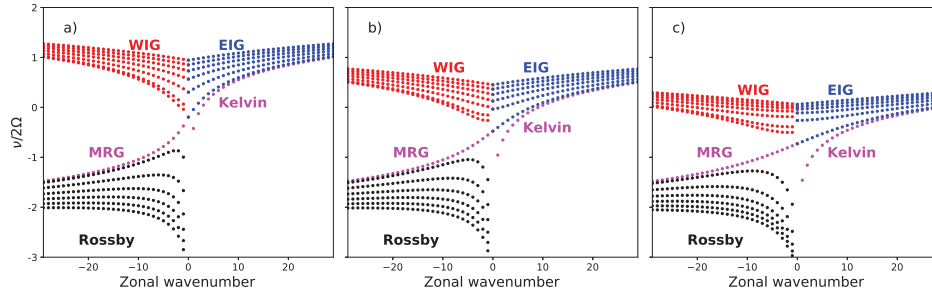 a)
WIG
EIG
Kelvin
MRG
Rossby
ν/2Ω
2
1
0
-1
-2
-3
−20
−10
0
10
20
Zonal wavenumber
b)
WIG
EIG
Kelvin
MRG
Rossby
−20
−10
0
10
20
Zonal wavenumber
c)
WIG
EIG
Kelvin
MRG
Rossby
−20
−10
0
10
20
Zonal wavenumber